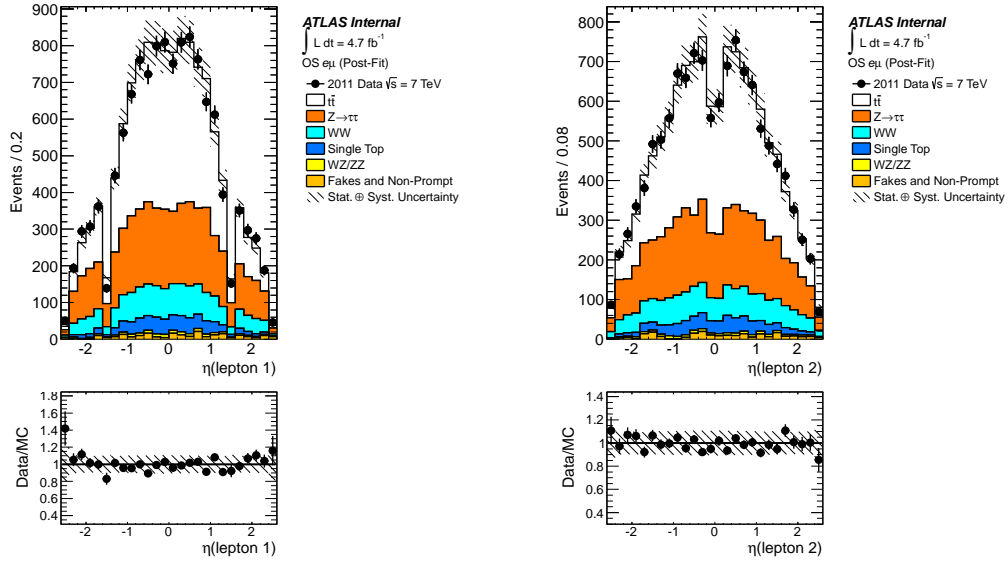 900
800
700
600
500
400
300
200
100
0
Events / 0.2
-2 -1 0 1 2
η(lepton 1)
ATLAS Internal
∫ L dt = 4.7 fb⁻¹
OS eμ (Post-Fit)
2011 Data √s = 7 TeV
tt̄
Z→ττ
WW
Single Top
WZ/ZZ
Fakes and Non-Prompt
Stat. ⊕ Syst. Uncertainty
1.8
1.6
1.4
1.2
1
0.8
0.6
0.4
Data/MC
-2 -1 0 1 2
η(lepton 1)
800
700
600
500
400
300
200
100
0
Events / 0.08
-2 -1 0 1 2
η(lepton 2)
ATLAS Internal
∫ L dt = 4.7 fb⁻¹
OS eμ (Post-Fit)
2011 Data √s = 7 TeV
tt̄
Z→ττ
WW
Single Top
WZ/ZZ
Fakes and Non-Prompt
Stat. ⊕ Syst. Uncertainty
1.4
1.2
1
0.8
0.6
0.4
Data/MC
-2 -1 0 1 2
η(lepton 2)